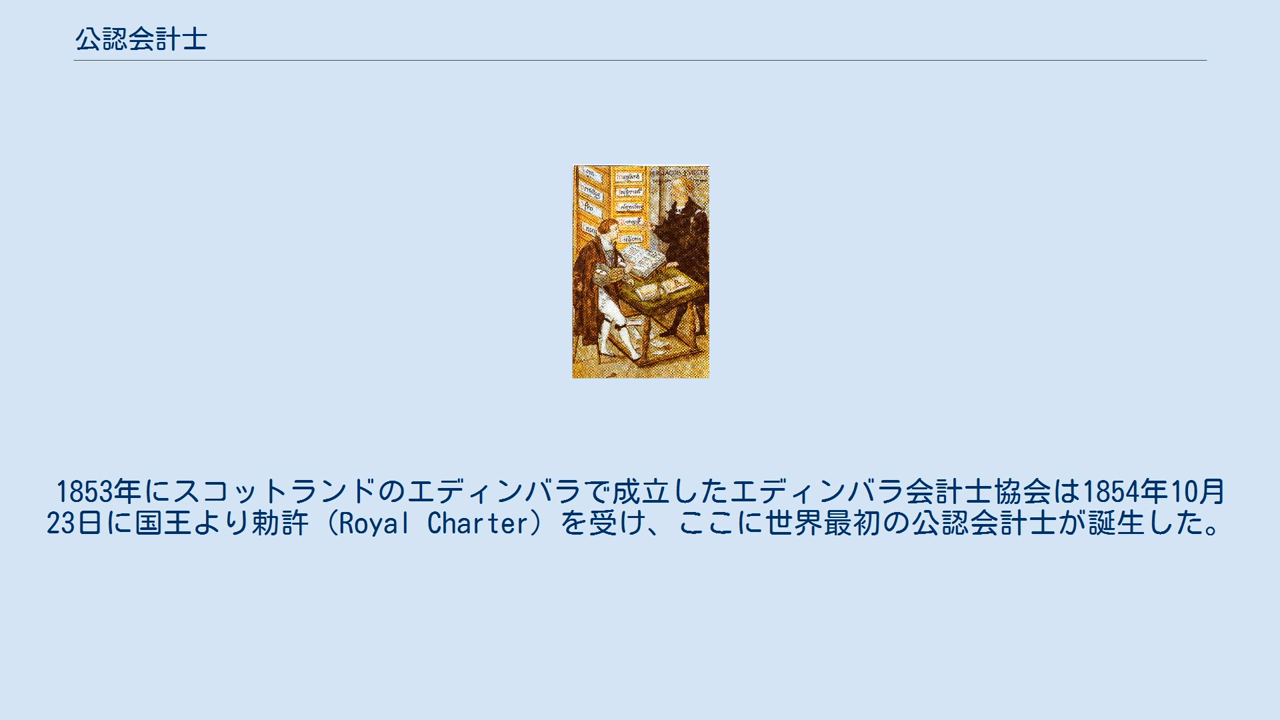 公認会計士
1853年にスコットランドのエディンバラで成立したエディンバラ会計士協会は1854年10月
23日に国王より勅許（Royal Charter）を受け、ここに世界最初の公認会計士が誕生した。